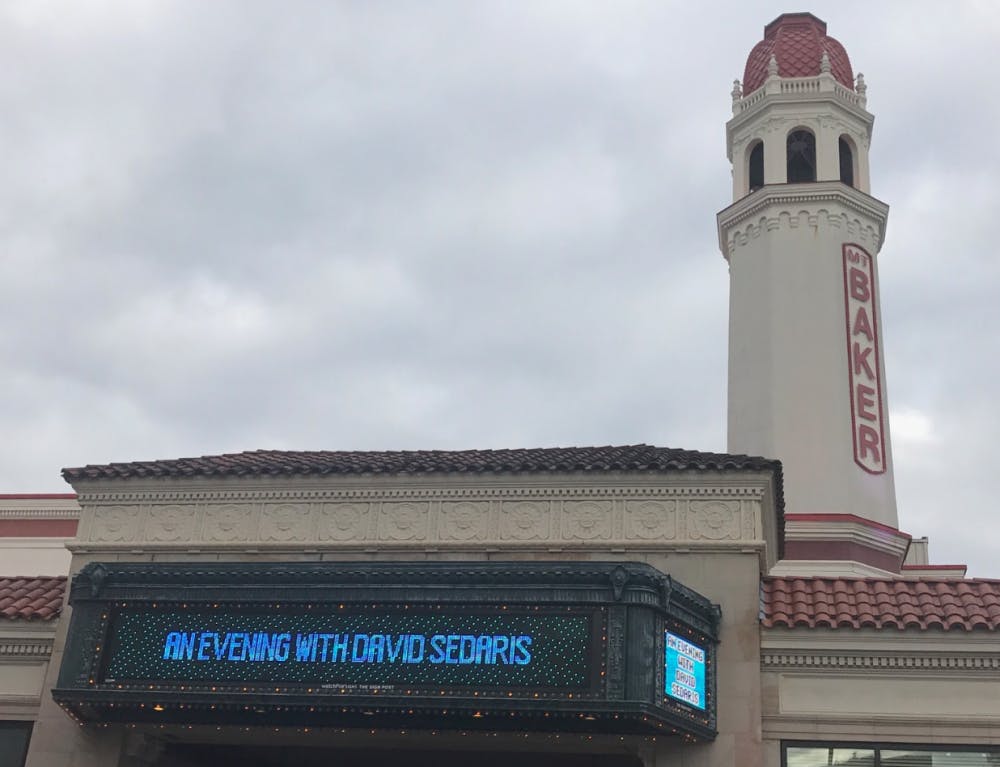 MT
BAKER
AN EVENING WITH DAVID SEDARIS
AN EVENING
WITH
DAVID
SEDARIS